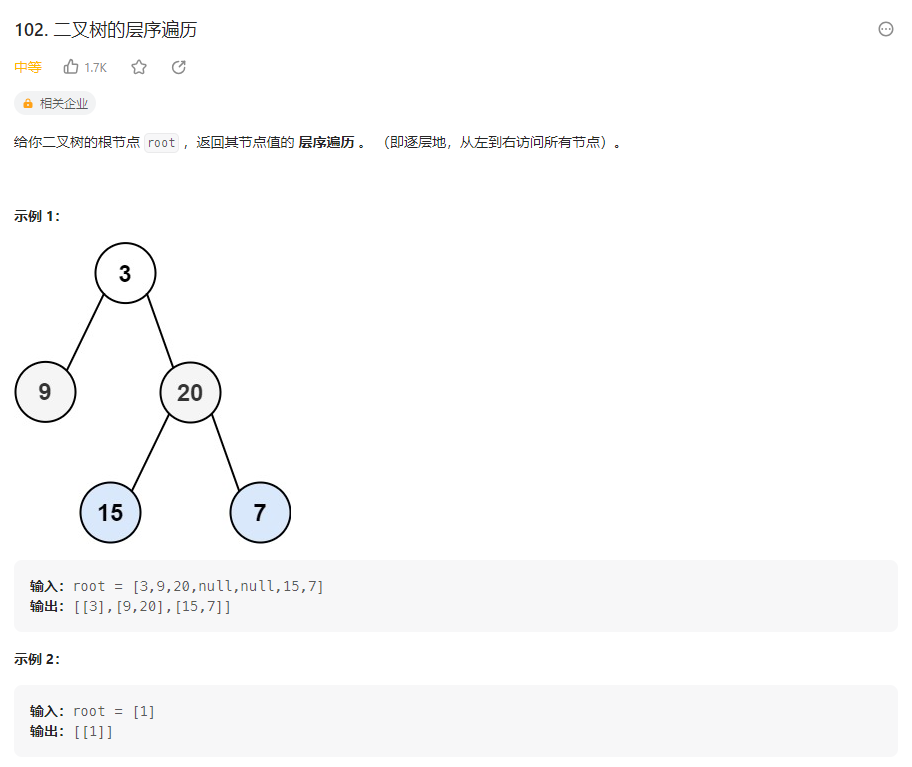 102. 二叉树的层序遍历
中等 1.7K
相关企业
给你二叉树的根节点 root ，返回其节点值的 层序遍历 。 （即逐层地，从左到右访问所有节点）。
示例 1：
3
9 20
15 7
输入：root = [3,9,20,null,null,15,7]
输出：[[3],[9,20],[15,7]]
示例 2：
输入：root = [1]
输出：[[1]]